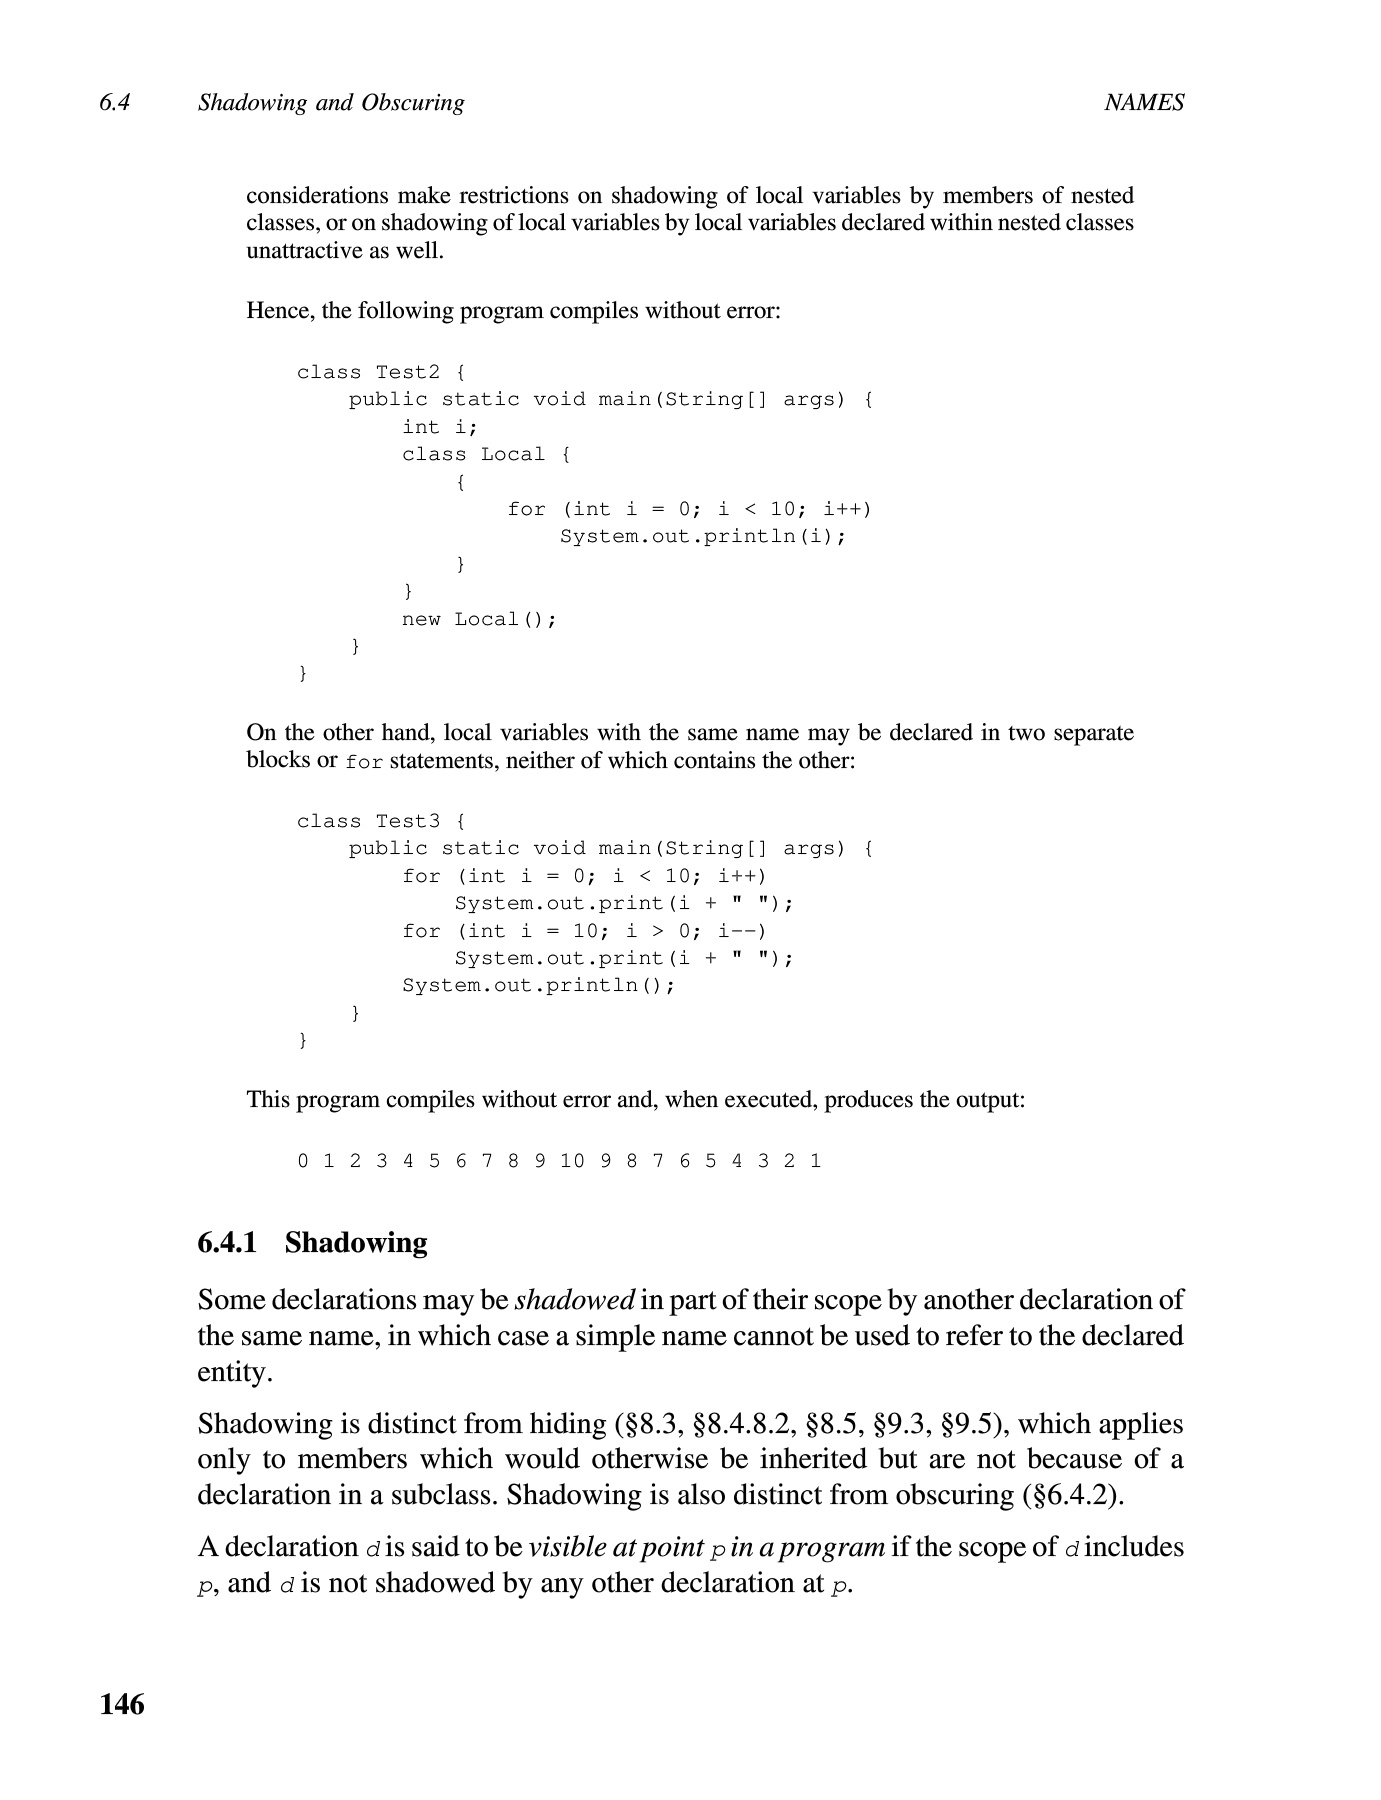 6.4 Shadowing and Obscuring NAMES
considerations make restrictions on shadowing of local variables by members of nested
classes, or on shadowing of local variables by local variables declared within nested classes
unattractive as well.
Hence, the following program compiles without error:
class Test2 {
    public static void main(String[] args) {
        int i;
        class Local {
            {
                for (int i = 0; i < 10; i++)
                    System.out.println(i);
            }
        }
        new Local();
    }
}
On the other hand, local variables with the same name may be declared in two separate
blocks or for statements, neither of which contains the other:
class Test3 {
    public static void main(String[] args) {
        for (int i = 0; i < 10; i++)
            System.out.print(i + " ");
        for (int i = 10; i > 0; i--)
            System.out.print(i + " ");
        System.out.println();
    }
}
This program compiles without error and, when executed, produces the output:
0 1 2 3 4 5 6 7 8 9 10 9 8 7 6 5 4 3 2 1
6.4.1 Shadowing
Some declarations may be shadowed in part of their scope by another declaration of
the same name, in which case a simple name cannot be used to refer to the declared
entity.
Shadowing is distinct from hiding (§8.3, §8.4.8.2, §8.5, §9.3, §9.5), which applies
only to members which would otherwise be inherited but are not because of a
declaration in a subclass. Shadowing is also distinct from obscuring (§6.4.2).
A declaration d is said to be visible at point p in a program if the scope of d includes
p, and d is not shadowed by any other declaration at p.
146